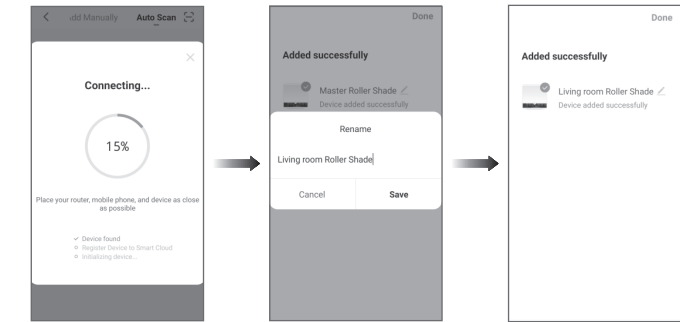 dd Manually Auto Scan
Connecting...
15%
Place your router, mobile phone, and device as close
as possible
Device found
Register Device to Smart Cloud
Initializing device...
Done
Added successfully
Master Roller Shade
Device added successfully
Rename
Living room Roller Shade
Cancel Save
Done
Added successfully
Living room Roller Shade
Device added successfully